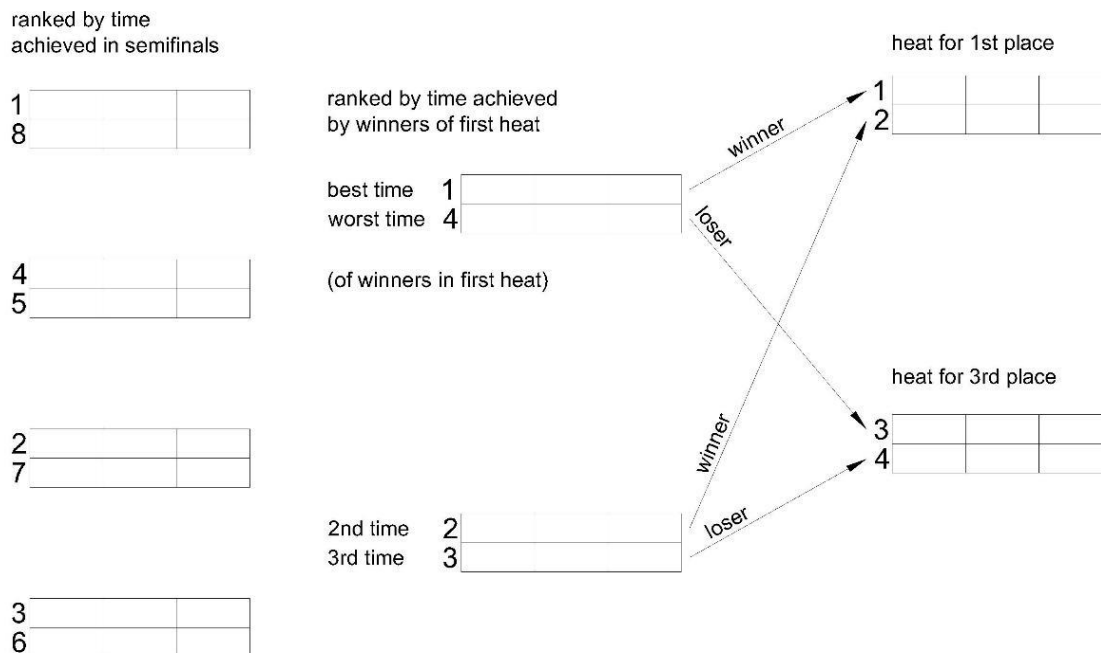 ranked by time
achieved in semifinals
1
8
4
5
2
7
3
6
ranked by time achieved
by winners of first heat
best time 1
worst time 4
(of winners in first heat)
2nd time 2
3rd time 3
winner
loser
winner
loser
heat for 1st place
1
2
heat for 3rd place
3
4